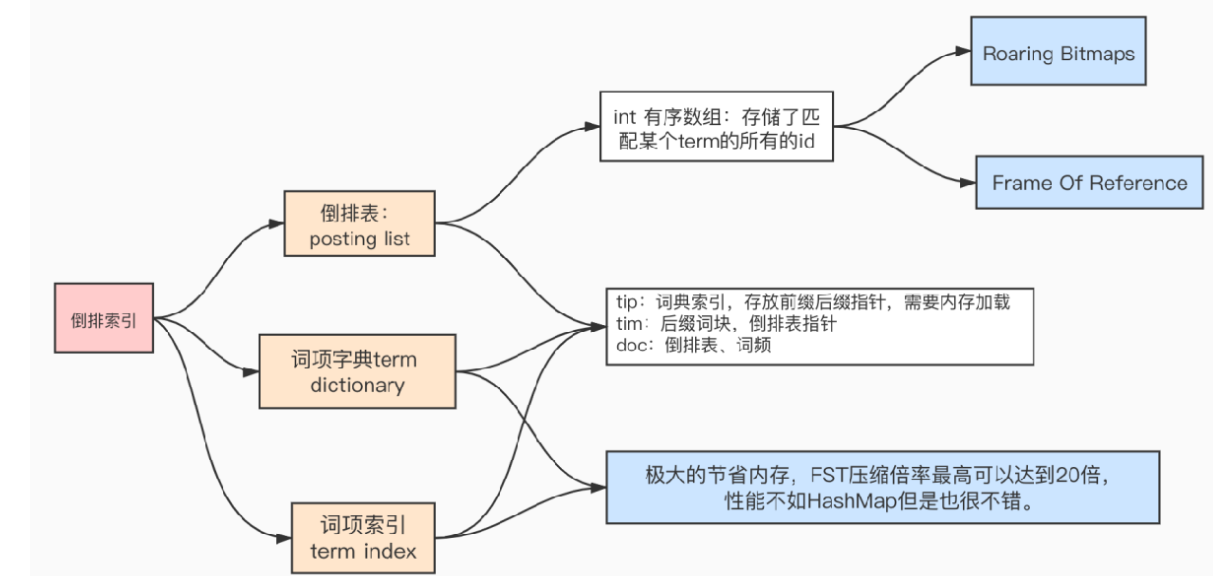 倒排索引
倒排表：
posting list
词项字典term
dictionary
词项索引
term index
int 有序数组：存储了匹
配某个term的所有的id
Roaring Bitmaps
Frame Of Reference
tip：词典索引，存放前缀后缀指针，需要内存加载
tim：后缀词块，倒排表指针
doc：倒排表、词频
极大的节省内存，FST压缩倍率最高可以达到20倍，
性能不如HashMap但是也很不错。